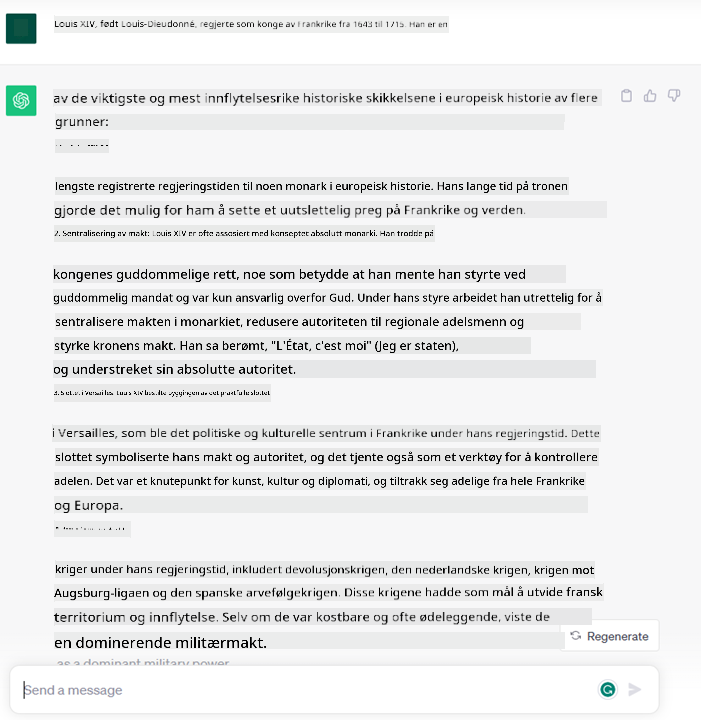 Louis XIV, født Louis-Dieudonné, regjerte som konge av Frankrike fra 1643 til 1715. Han er en
av de viktigste og mest innflytelsesrike historiske skikkelsene i europeisk historie av flere
grunner:
lengste registrerte regjeringstiden til noen monark i europeisk historie. Hans lange tid på tronen
gjorde det mulig for ham å sette et uutslettelig preg på Frankrike og verden.
2. Sentralisering av makt: Louis XIV er ofte assosiert med konseptet absolutt monarki. Han trodde på
kongenes guddommelige rett, noe som betydde at han mente han styrte ved
guddommelig mandat og var kun ansvarlig overfor Gud. Under hans styre arbeidet han utrettelig for å
sentralisere makten i monarkiet, redusere autoriteten til regionale adelsmenn og
styrke kronens makt. Han sa berømt, "L'État, c'est moi" (Jeg er staten),
og understreket sin absolutte autoritet.
3. Slottet i Versailles: Louis XIV bestilte byggingen av det praktfulle slottet
i Versailles, som ble det politiske og kulturelle sentrum i Frankrike under hans regjeringstid. Dette
slottet symboliserte hans makt og autoritet, og det tjente også som et verktøy for å kontrollere
adelen. Det var et knutepunkt for kunst, kultur og diplomati, og tiltrakk seg adelige fra hele Frankrike
og Europa.
kriger under hans regjeringstid, inkludert devolusjonskrigen, den nederlandske krigen, krigen mot
Augsburg-ligaen og den spanske arvefølgekrigen. Disse krigene hadde som mål å utvide fransk
territorium og innflytelse. Selv om de var kostbare og ofte ødeleggende, viste de
en dominerende militærmakt.
Regenerate
as a dominant military power.
Send a message